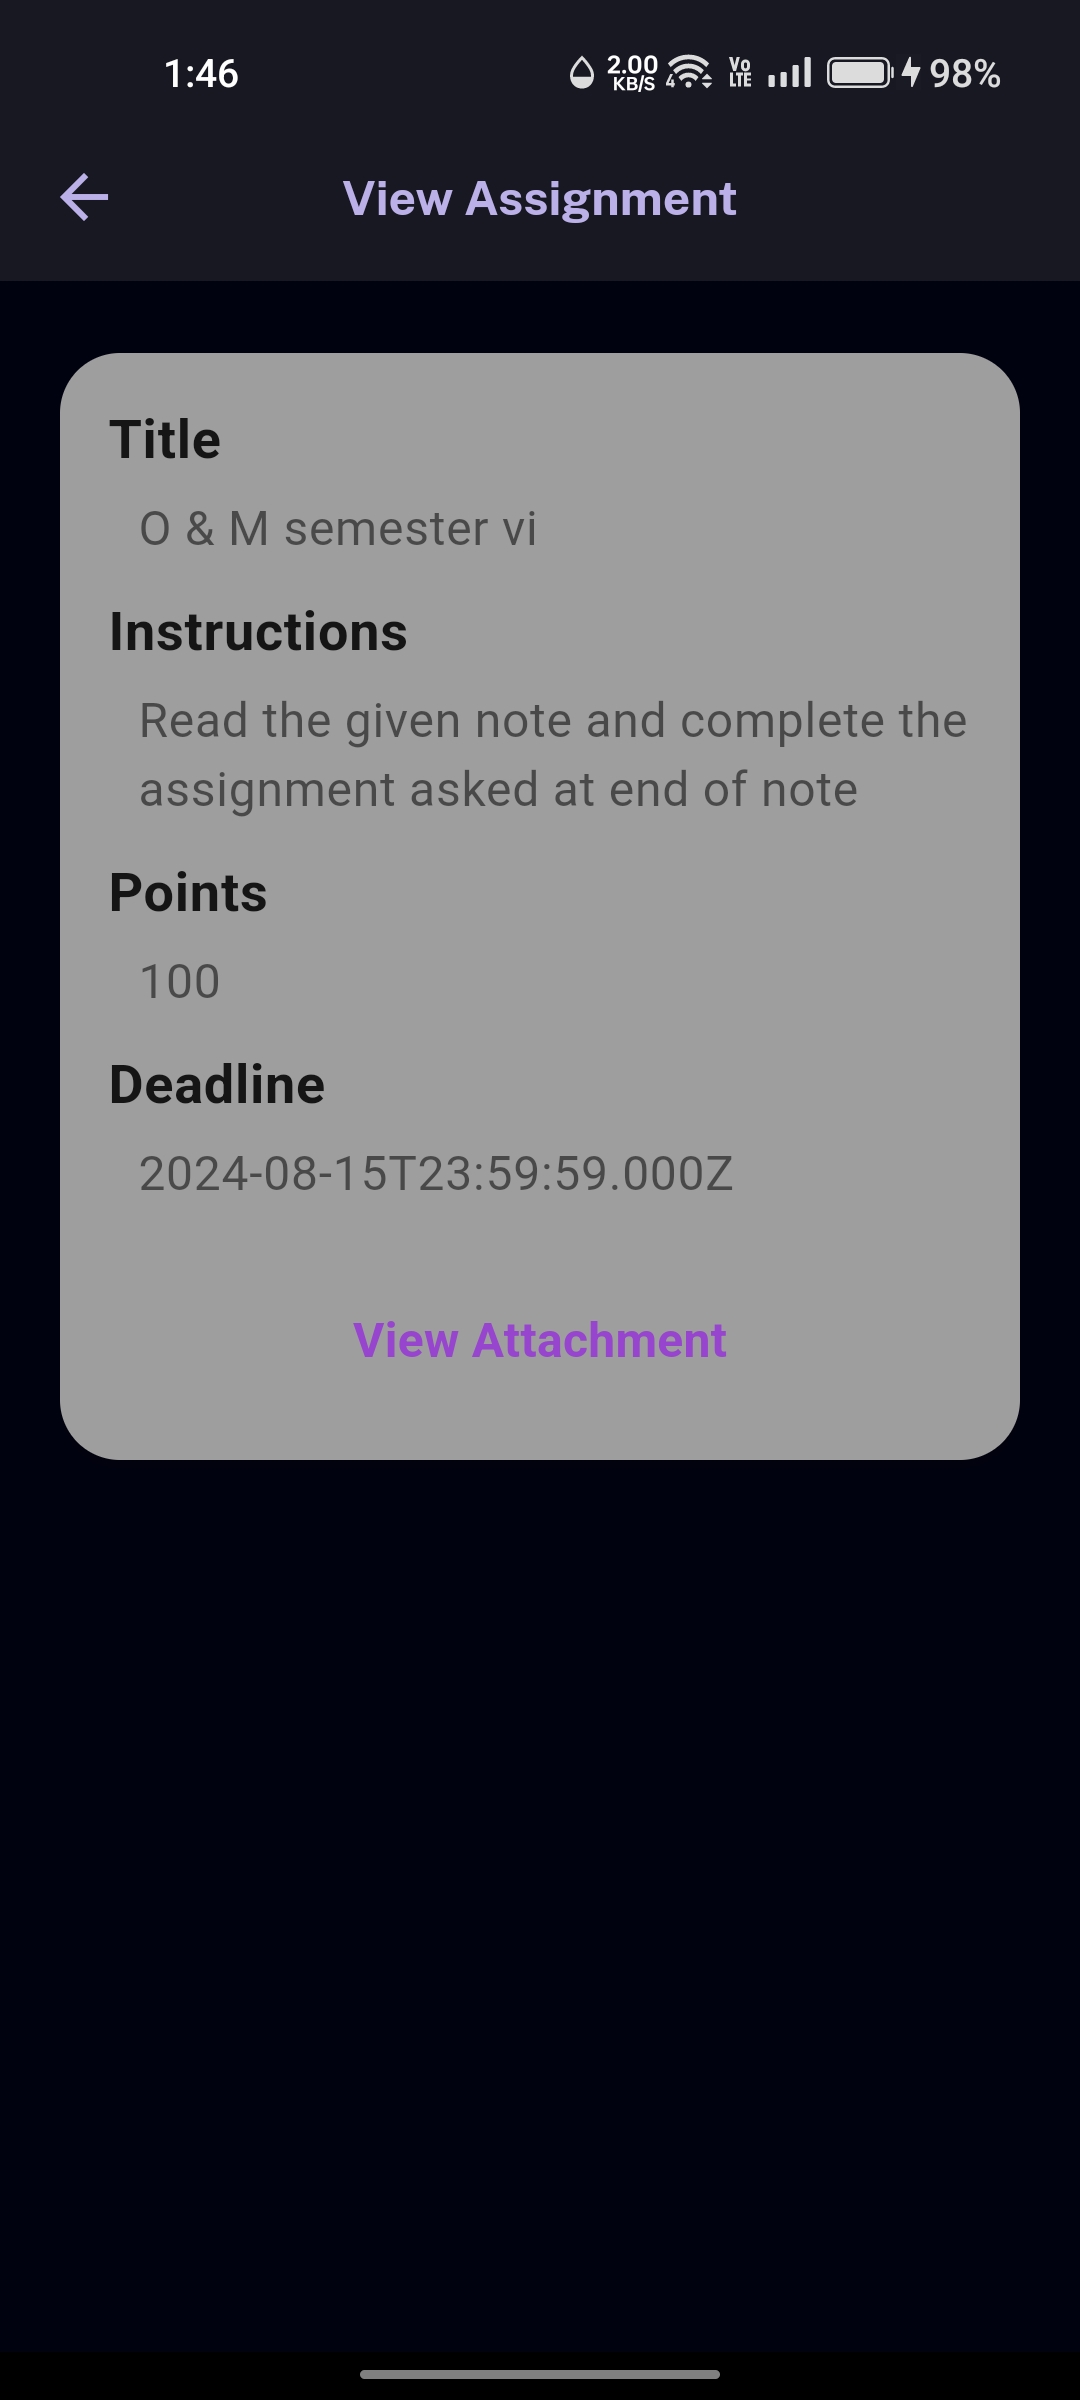 1:46
2.00
KB/S
4
Vo
LTE
98%
View Assignment
Title
O & M semester vi
Instructions
Read the given note and complete the
assignment asked at end of note
Points
100
Deadline
2024-08-15T23:59:59.000Z
View Attachment